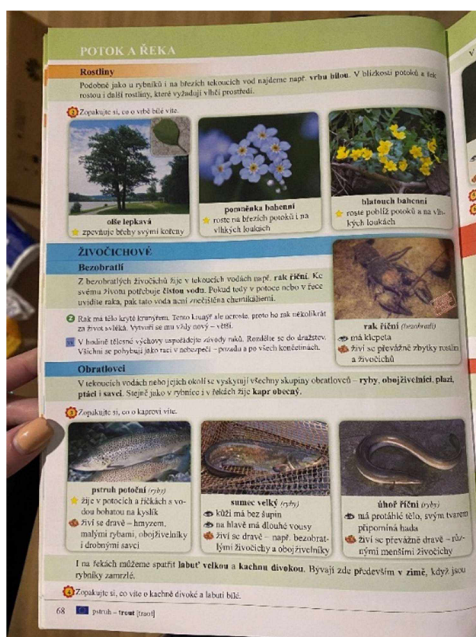 POTOK A ŘEKA
Rostliny
Podobně jako u rybníků i na březích tekoucích vod najdeme např. vrbu bílou. V blízkosti potoků a řek
rostou i další rostliny, které vyžadují vlhčí prostředí.
Zopakujte si, co o vrbě bílé víte.
olše lepkavá
zpevňuje břehy svými kořeny
pomněnka bahenní
roste na březích potoků i na
vlhkých loukách
blatouch bahenní
roste poblíž potoků a na vlh-
kých loukách
ŽIVOČICHOVÉ
Bezobratlí
Z bezobratlých živočichů žije v tekoucích vodách např. rak říční. Ke
svému životu potřebuje čistou vodu. Pokud tedy v potoce nebo v řece
uvidíte raka, pak tato voda není znečištěna chemikáliemi.
Rak má tělo kryté krunýřem. Tento krunýř ale neroste, proto ho rak několikrát
za život svléká. Vytvoří se mu vždy nový – větší.
V hodině tělesné výchovy uspořádejte závody raků. Rozdělte se do družstev.
Všichni se pohybují jako raci v nebezpečí – pozadu a po všech končetinách.
rak říční (bezobratlí)
má klepeta
živí se převážně zbytky rostlin
a živočichů
Obratlovci
V tekoucích vodách nebo jejich okolí se vyskytují všechny skupiny obratlovců – ryby, obojživelníci, plazi,
ptáci i savci. Stejně jako v rybníce i v řekách žije kapr obecný.
Zopakujte si, co o kaprovi víte.
pstruh potoční (ryby)
žije v potocích a říčkách s vo-
dou bohatou na kyslík
živí se dravě – hmyzem,
malými rybami, obojživelníky
i drobnými savci
sumec velký (ryby)
kůži má bez šupin
na hlavě má dlouhé vousy
živí se dravě – např. bezobrat-
lými živočichy a obojživelníky
úhoř říční (ryby)
má protáhlé tělo, svým tvarem
připomíná hada
živí se převážně dravě – růz-
nými menšími živočichy
I na řekách můžeme spatřit labuť velkou a kachnu divokou. Bývají zde především v zimě, když jsou
rybníky zamrzlé.
Zopakujte si, co víte o kachně divoké a labuti bílé.
68 pstruh – trout [traut]